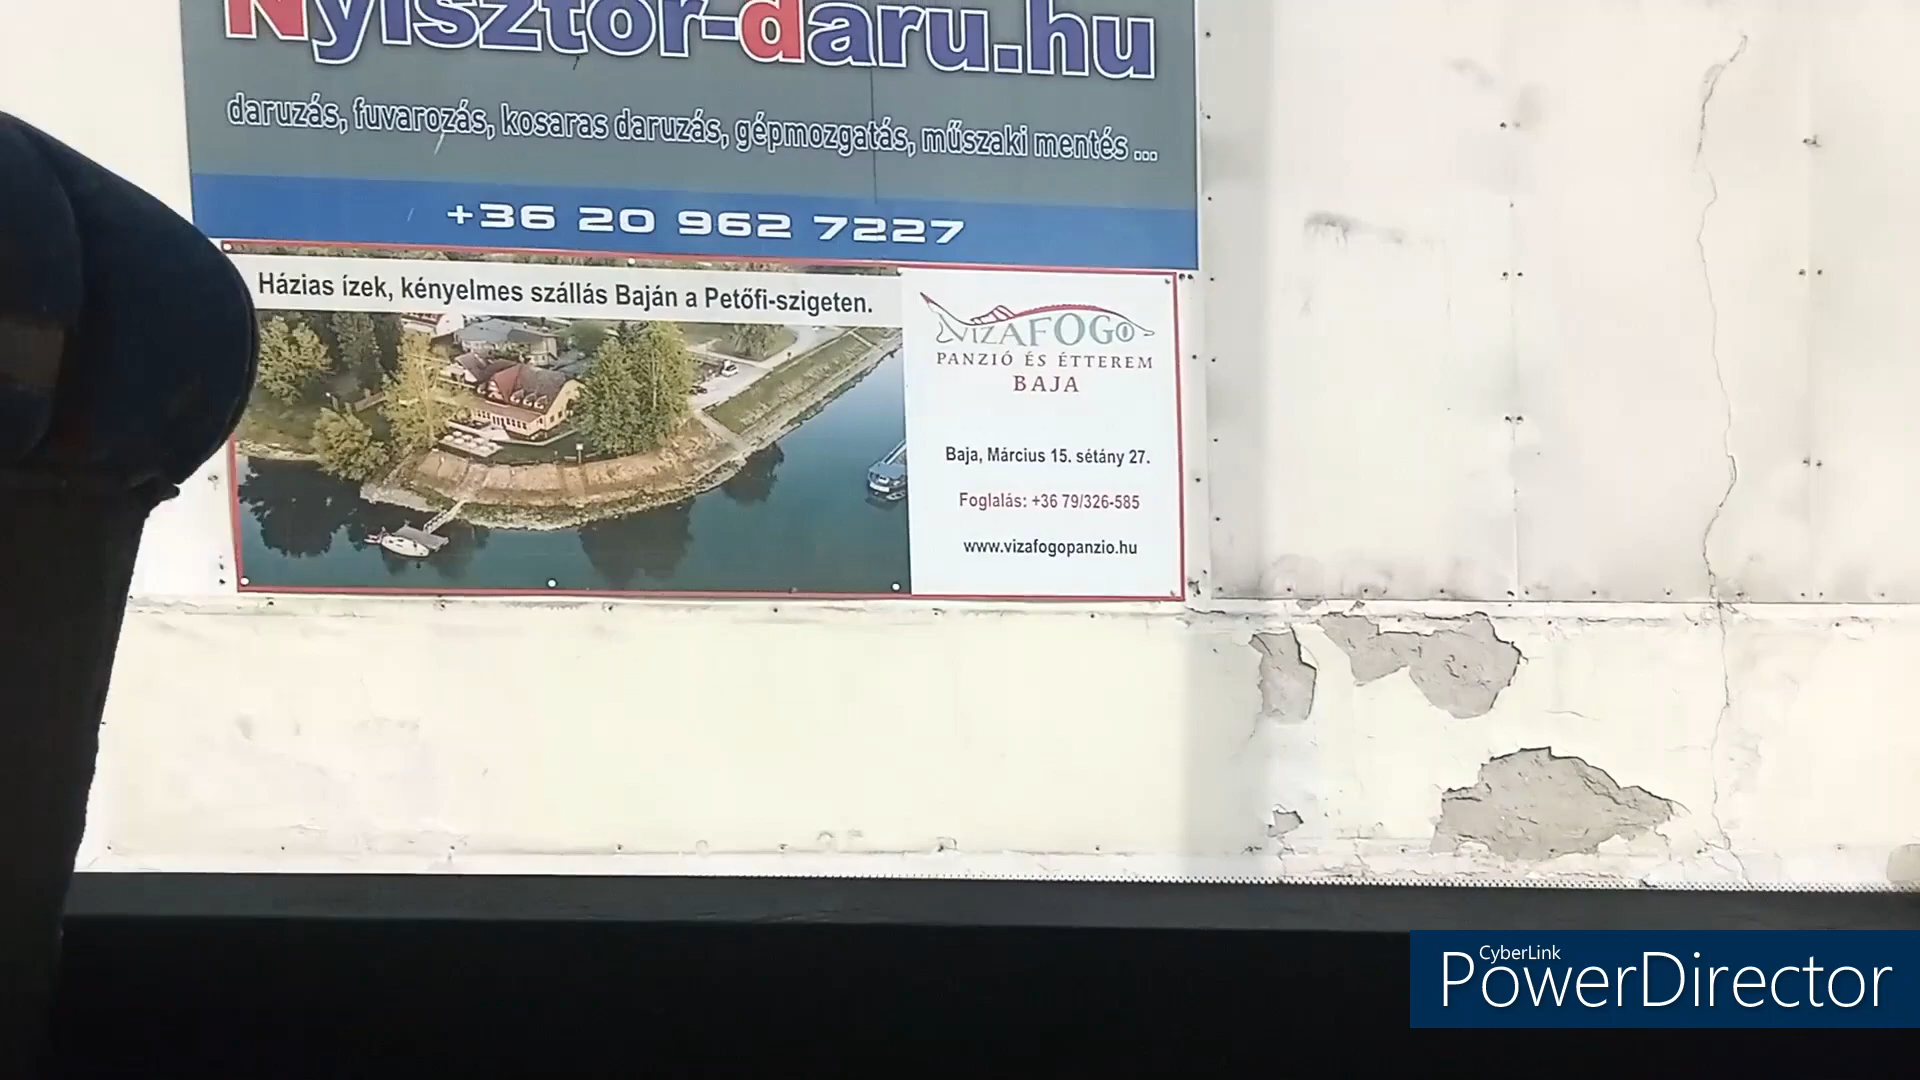 Nyisztor-daru.hu
daruzás, fuvarozás, kosaras daruzás, gépmozgatás, műszaki mentés ...
+36 20 962 7227
Házias ízek, kényelmes szállás Baján a Petőfi-szigeten.
VIZAFOGÓ
PANZIÓ ÉS ÉTTEREM
BAJA
Baja, Március 15. sétány 27.
Foglalás: +36 79/326-585
www.vizafogopanzio.hu
CyberLink
PowerDirector